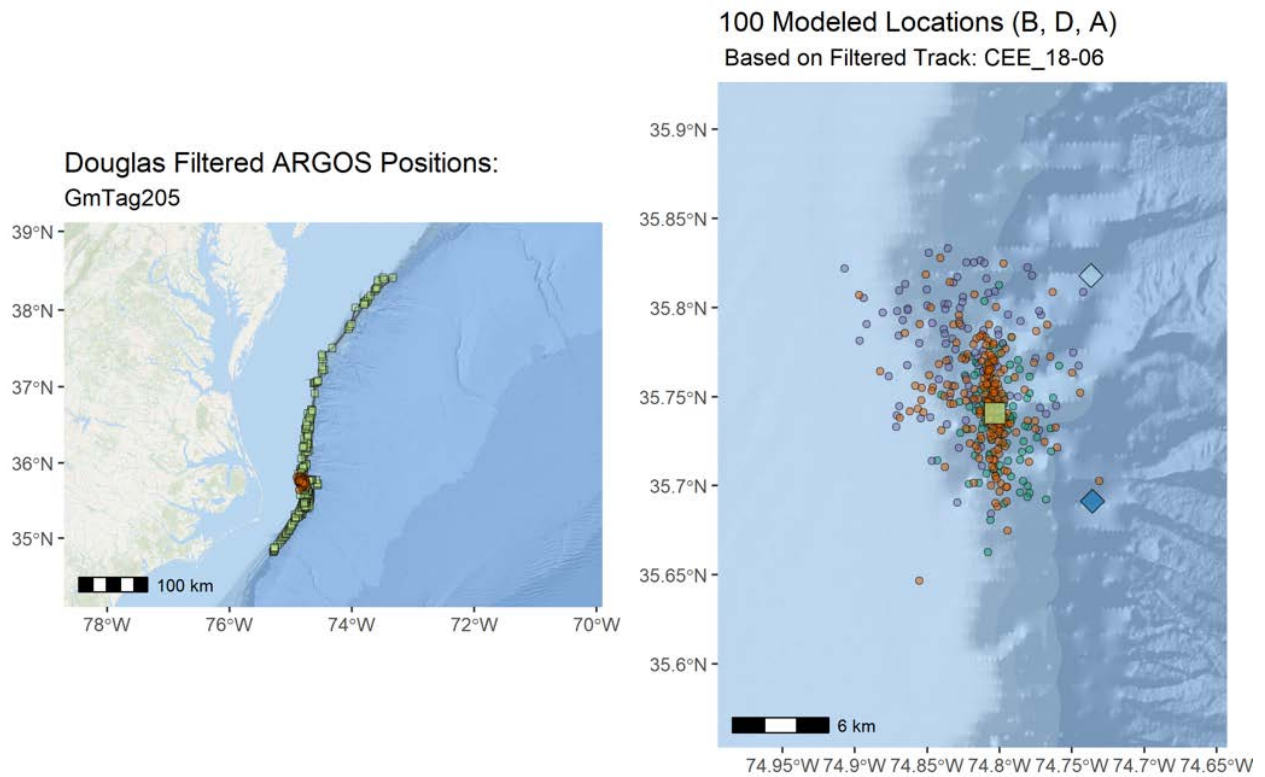 Douglas Filtered ARGOS Positions:
GmTag205
39°N
38°N
37°N
36°N
35°N
100 km
78°W 76°W 74°W 72°W 70°W
100 Modeled Locations (B, D, A)
Based on Filtered Track: CEE_18-06
35.9°N
35.85°N
35.8°N
35.75°N
35.7°N
35.65°N
35.6°N
6 km
74.95°W 74.9°W 74.85°W 74.8°W 74.75°W 74.7°W 74.65°W